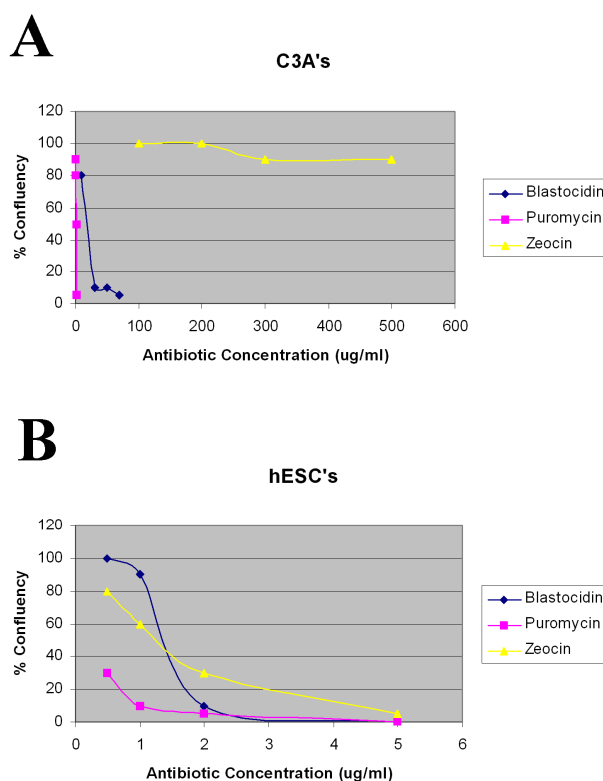 A
C3A's
120
100
80
60
40
20
0
% Confluency
0 100 200 300 400 500 600
Antibiotic Concentration (ug/ml)
Blastocidin
Puromycin
Zeocin
B
hESC's
120
100
80
60
40
20
0
% Confluency
0 1 2 3 4 5 6
Antibiotic Concentration (ug/ml)
Blastocidin
Puromycin
Zeocin